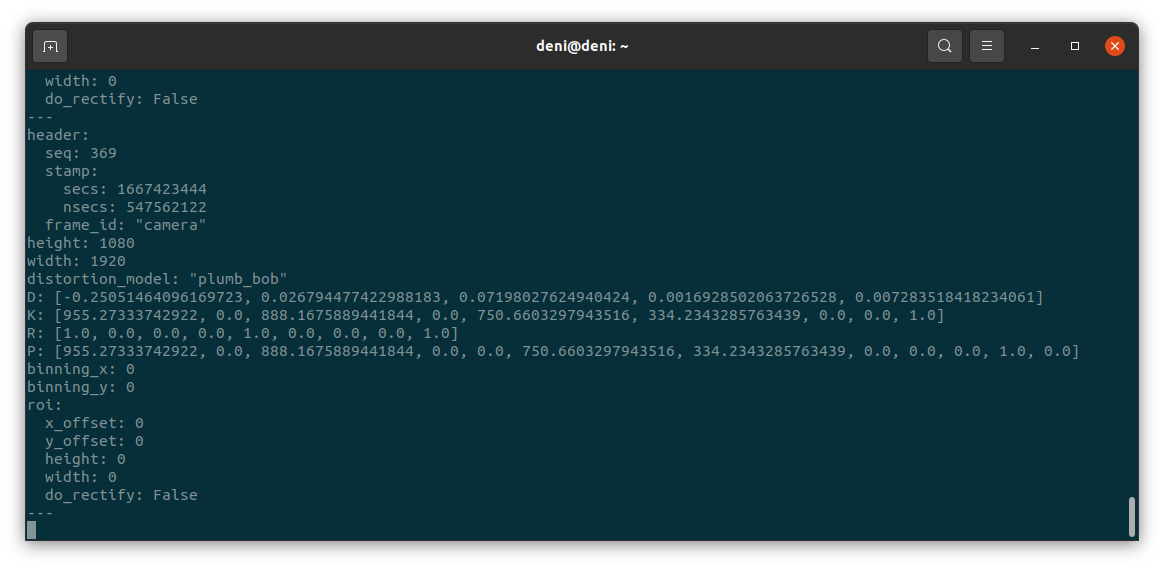 deni@deni: ~
  width: 0
  do_rectify: False
---
header:
  seq: 369
  stamp:
    secs: 1667423444
    nsecs: 547562122
  frame_id: "camera"
height: 1080
width: 1920
distortion_model: "plumb_bob"
D: [-0.25051464096169723, 0.026794477422988183, 0.07198027624940424, 0.0016928502063726528, 0.007283518418234061]
K: [955.27333742922, 0.0, 888.1675889441844, 0.0, 750.6603297943516, 334.2343285763439, 0.0, 0.0, 1.0]
R: [1.0, 0.0, 0.0, 0.0, 1.0, 0.0, 0.0, 0.0, 1.0]
P: [955.27333742922, 0.0, 888.1675889441844, 0.0, 0.0, 750.6603297943516, 334.2343285763439, 0.0, 0.0, 0.0, 1.0, 0.0]
binning_x: 0
binning_y: 0
roi:
  x_offset: 0
  y_offset: 0
  height: 0
  width: 0
  do_rectify: False
---